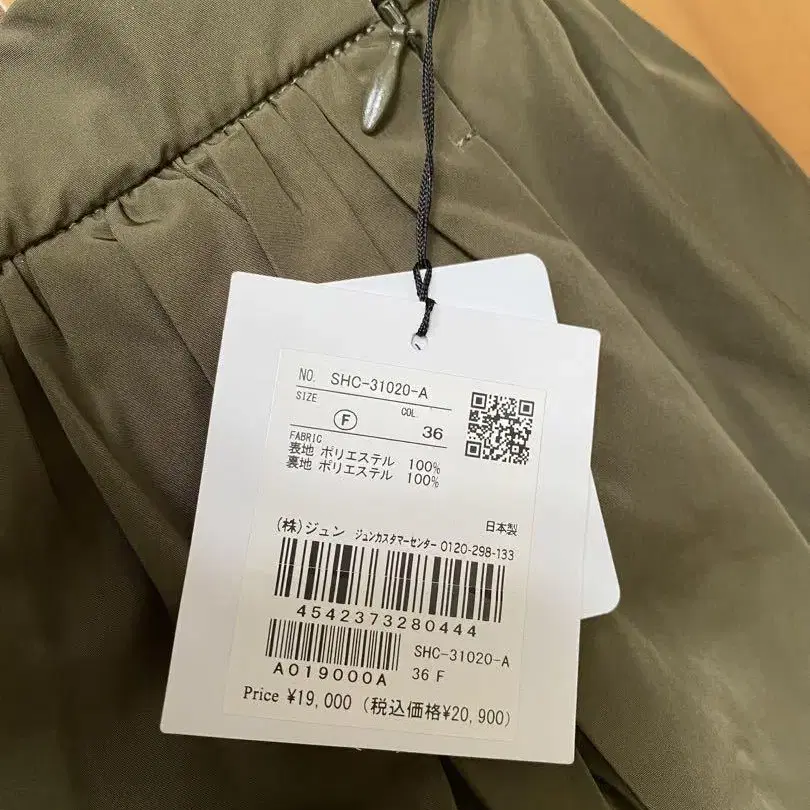 NO. SHC-31020-A
SIZE COL.
F 36
FABRIC
表地 ポリエステル 100%
裏地 ポリエステル 100%
日本製
(株)ジュン ジュンカスタマーセンター 0120-298-133
4542373280444
SHC-31020-A
A019000A 36 F
Price ¥19,000 (税込価格¥20,900)